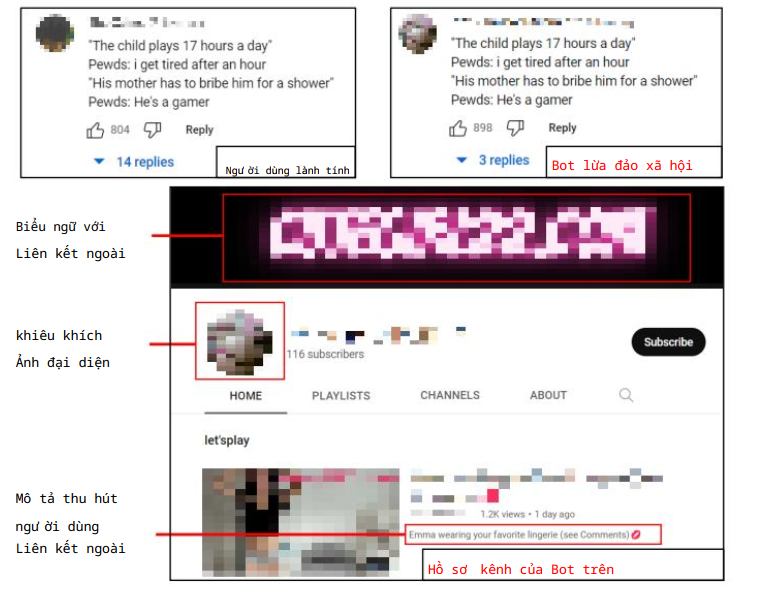 "The child plays 17 hours a day"
Pewds: i get tired after an hour
"His mother has to bribe him for a shower"
Pewds: He's a gamer
804 Reply
14 replies
Người dùng lành tính
"The child plays 17 hours a day"
Pewds: i get tired after an hour
"His mother has to bribe him for a shower"
Pewds: He's a gamer
898 Reply
3 replies
Bot lừa đảo xã hội
Biểu ngữ với
Liên kết ngoài
khiêu khích
Ảnh đại diện
116 subscribers
Subscribe
HOME PLAYLISTS CHANNELS ABOUT
let'splay
1.2K views • 1 day ago
Emma wearing your favorite lingerie (see Comments) 💋
Mô tả thu hút
người dùng
Liên kết ngoài
Hồ sơ kênh của Bot trên